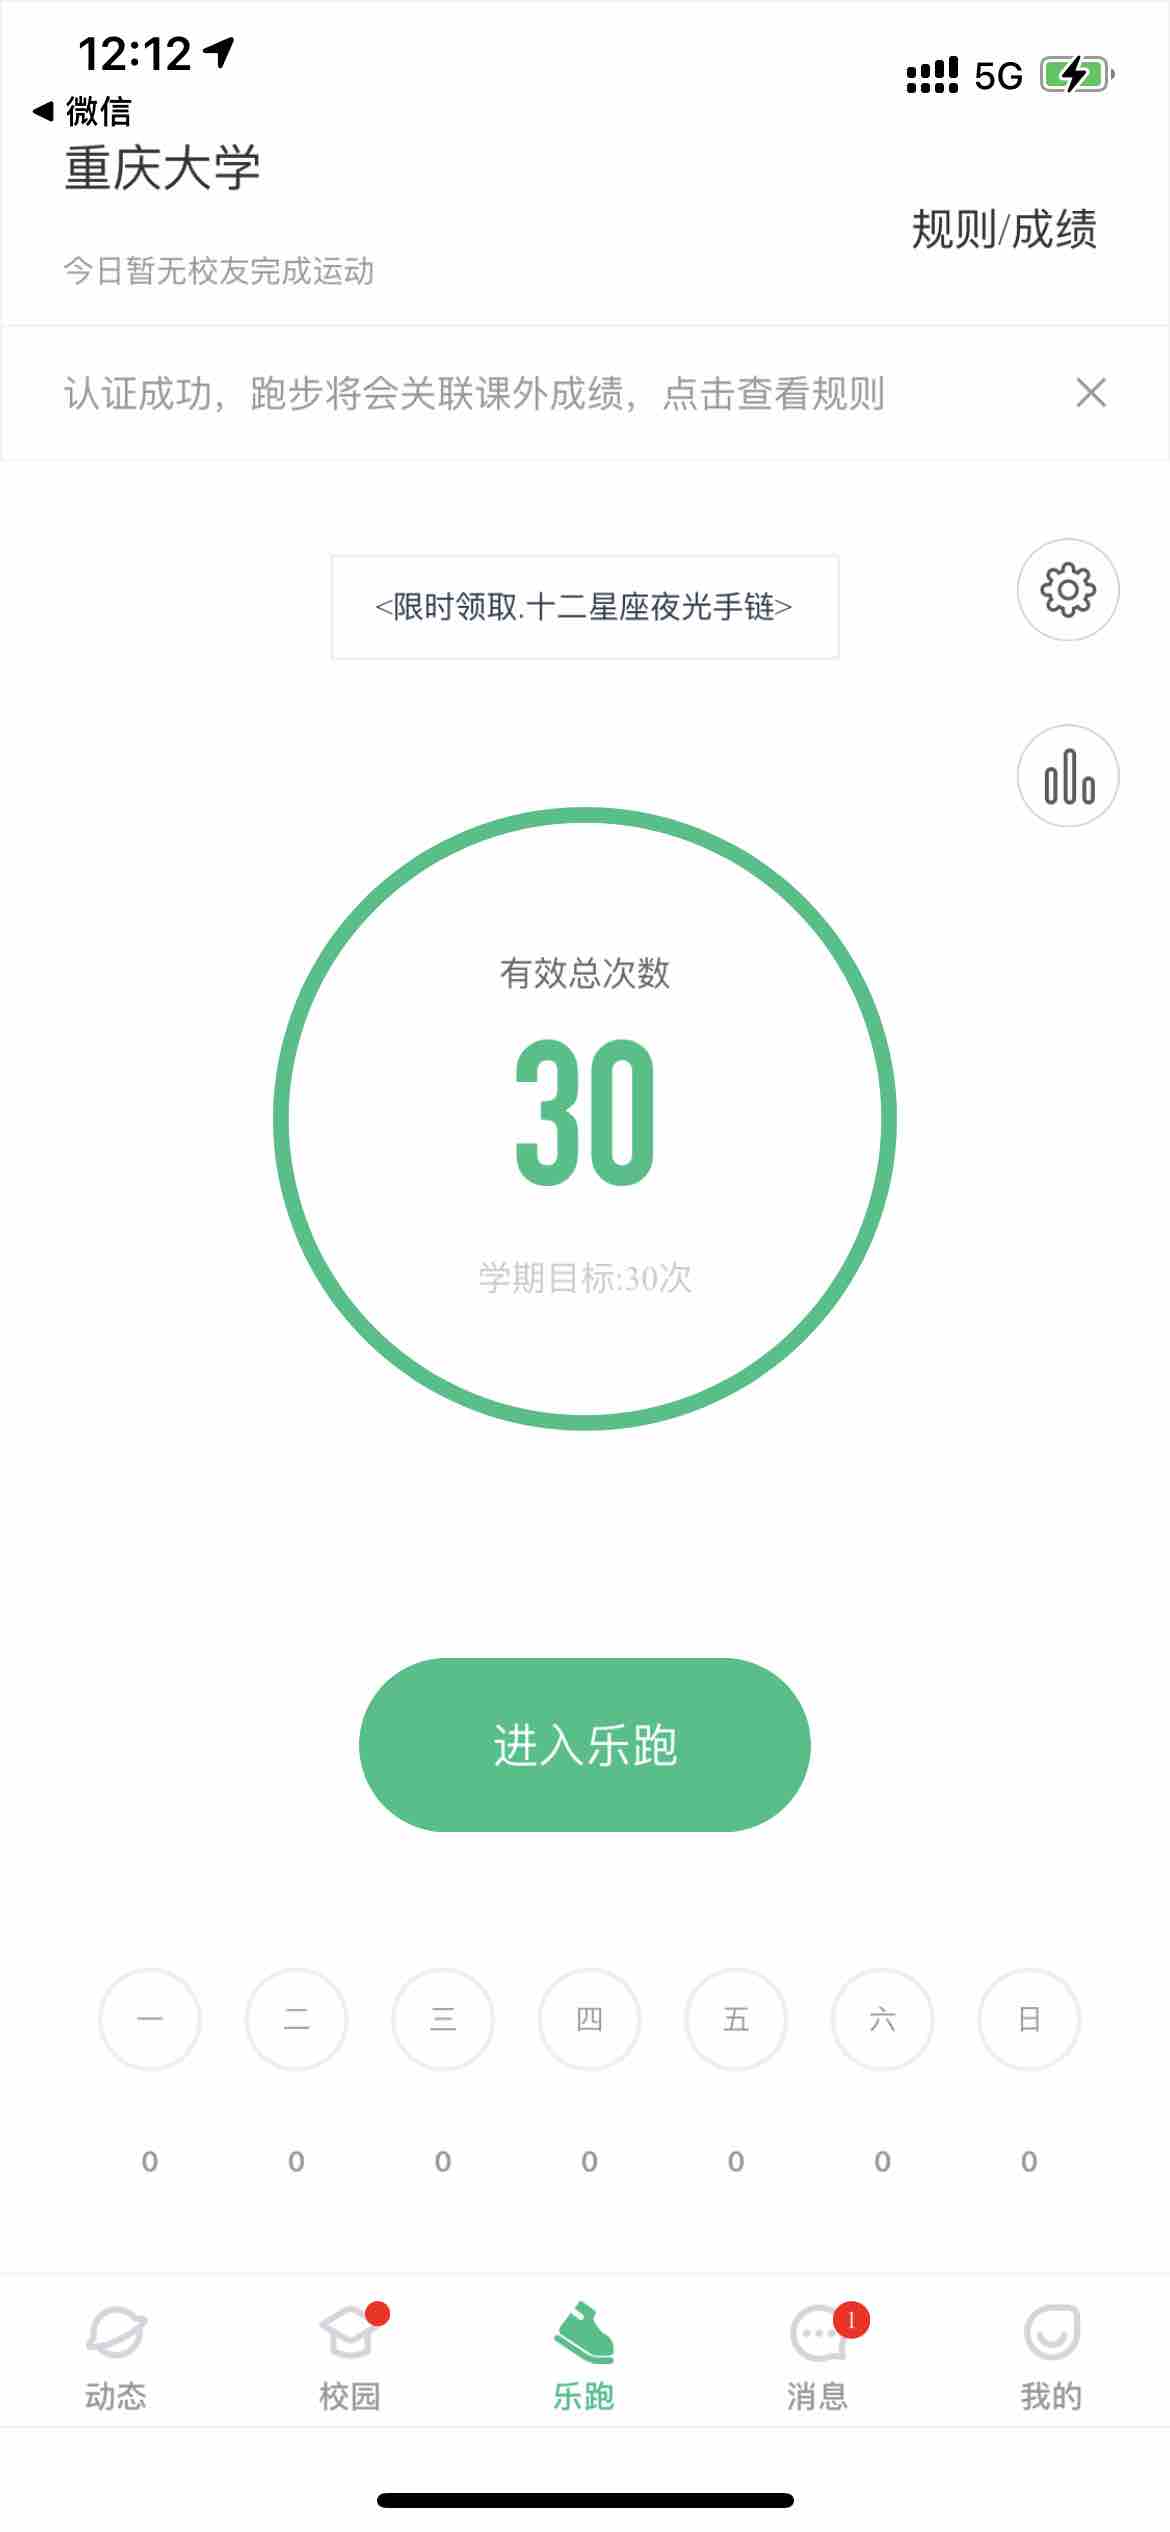 12:12
5G
微信
重庆大学
规则/成绩
今日暂无校友完成运动
认证成功，跑步将会关联课外成绩，点击查看规则
<限时领取.十二星座夜光手链>
有效总次数
30
学期目标:30次
进入乐跑
一 二 三 四 五 六 日
0 0 0 0 0 0 0
1
动态 校园 乐跑 消息 我的